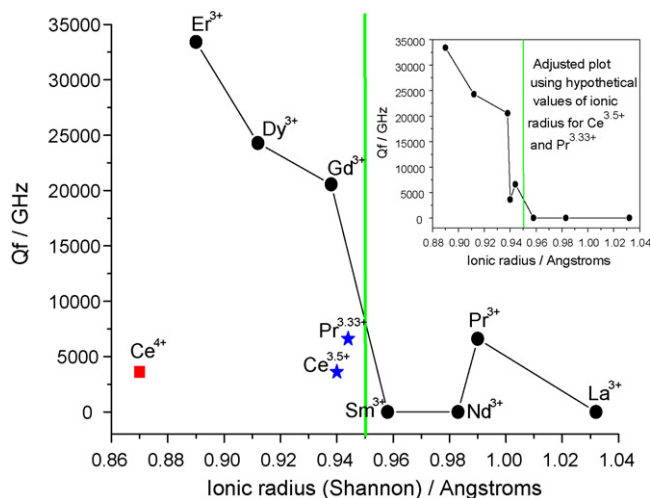 Er3+
Dy3+
Gd3+
Pr3.33+
Ce3.5+
Ce4+
Sm3+
Nd3+
Pr3+
La3+
35000
30000
25000
20000
15000
10000
5000
0
Qf / GHz
0.86 0.88 0.90 0.92 0.94 0.96 0.98 1.00 1.02 1.04
Ionic radius (Shannon) / Angstroms
Adjusted plot
using hypothetical
values of ionic
radius for Ce3.5+
and Pr3.33+
35000
30000
25000
20000
15000
10000
5000
0
Qf / GHz
0.88 0.90 0.92 0.94 0.96 0.98 1.00 1.02 1.04
Ionic radius / Angstroms